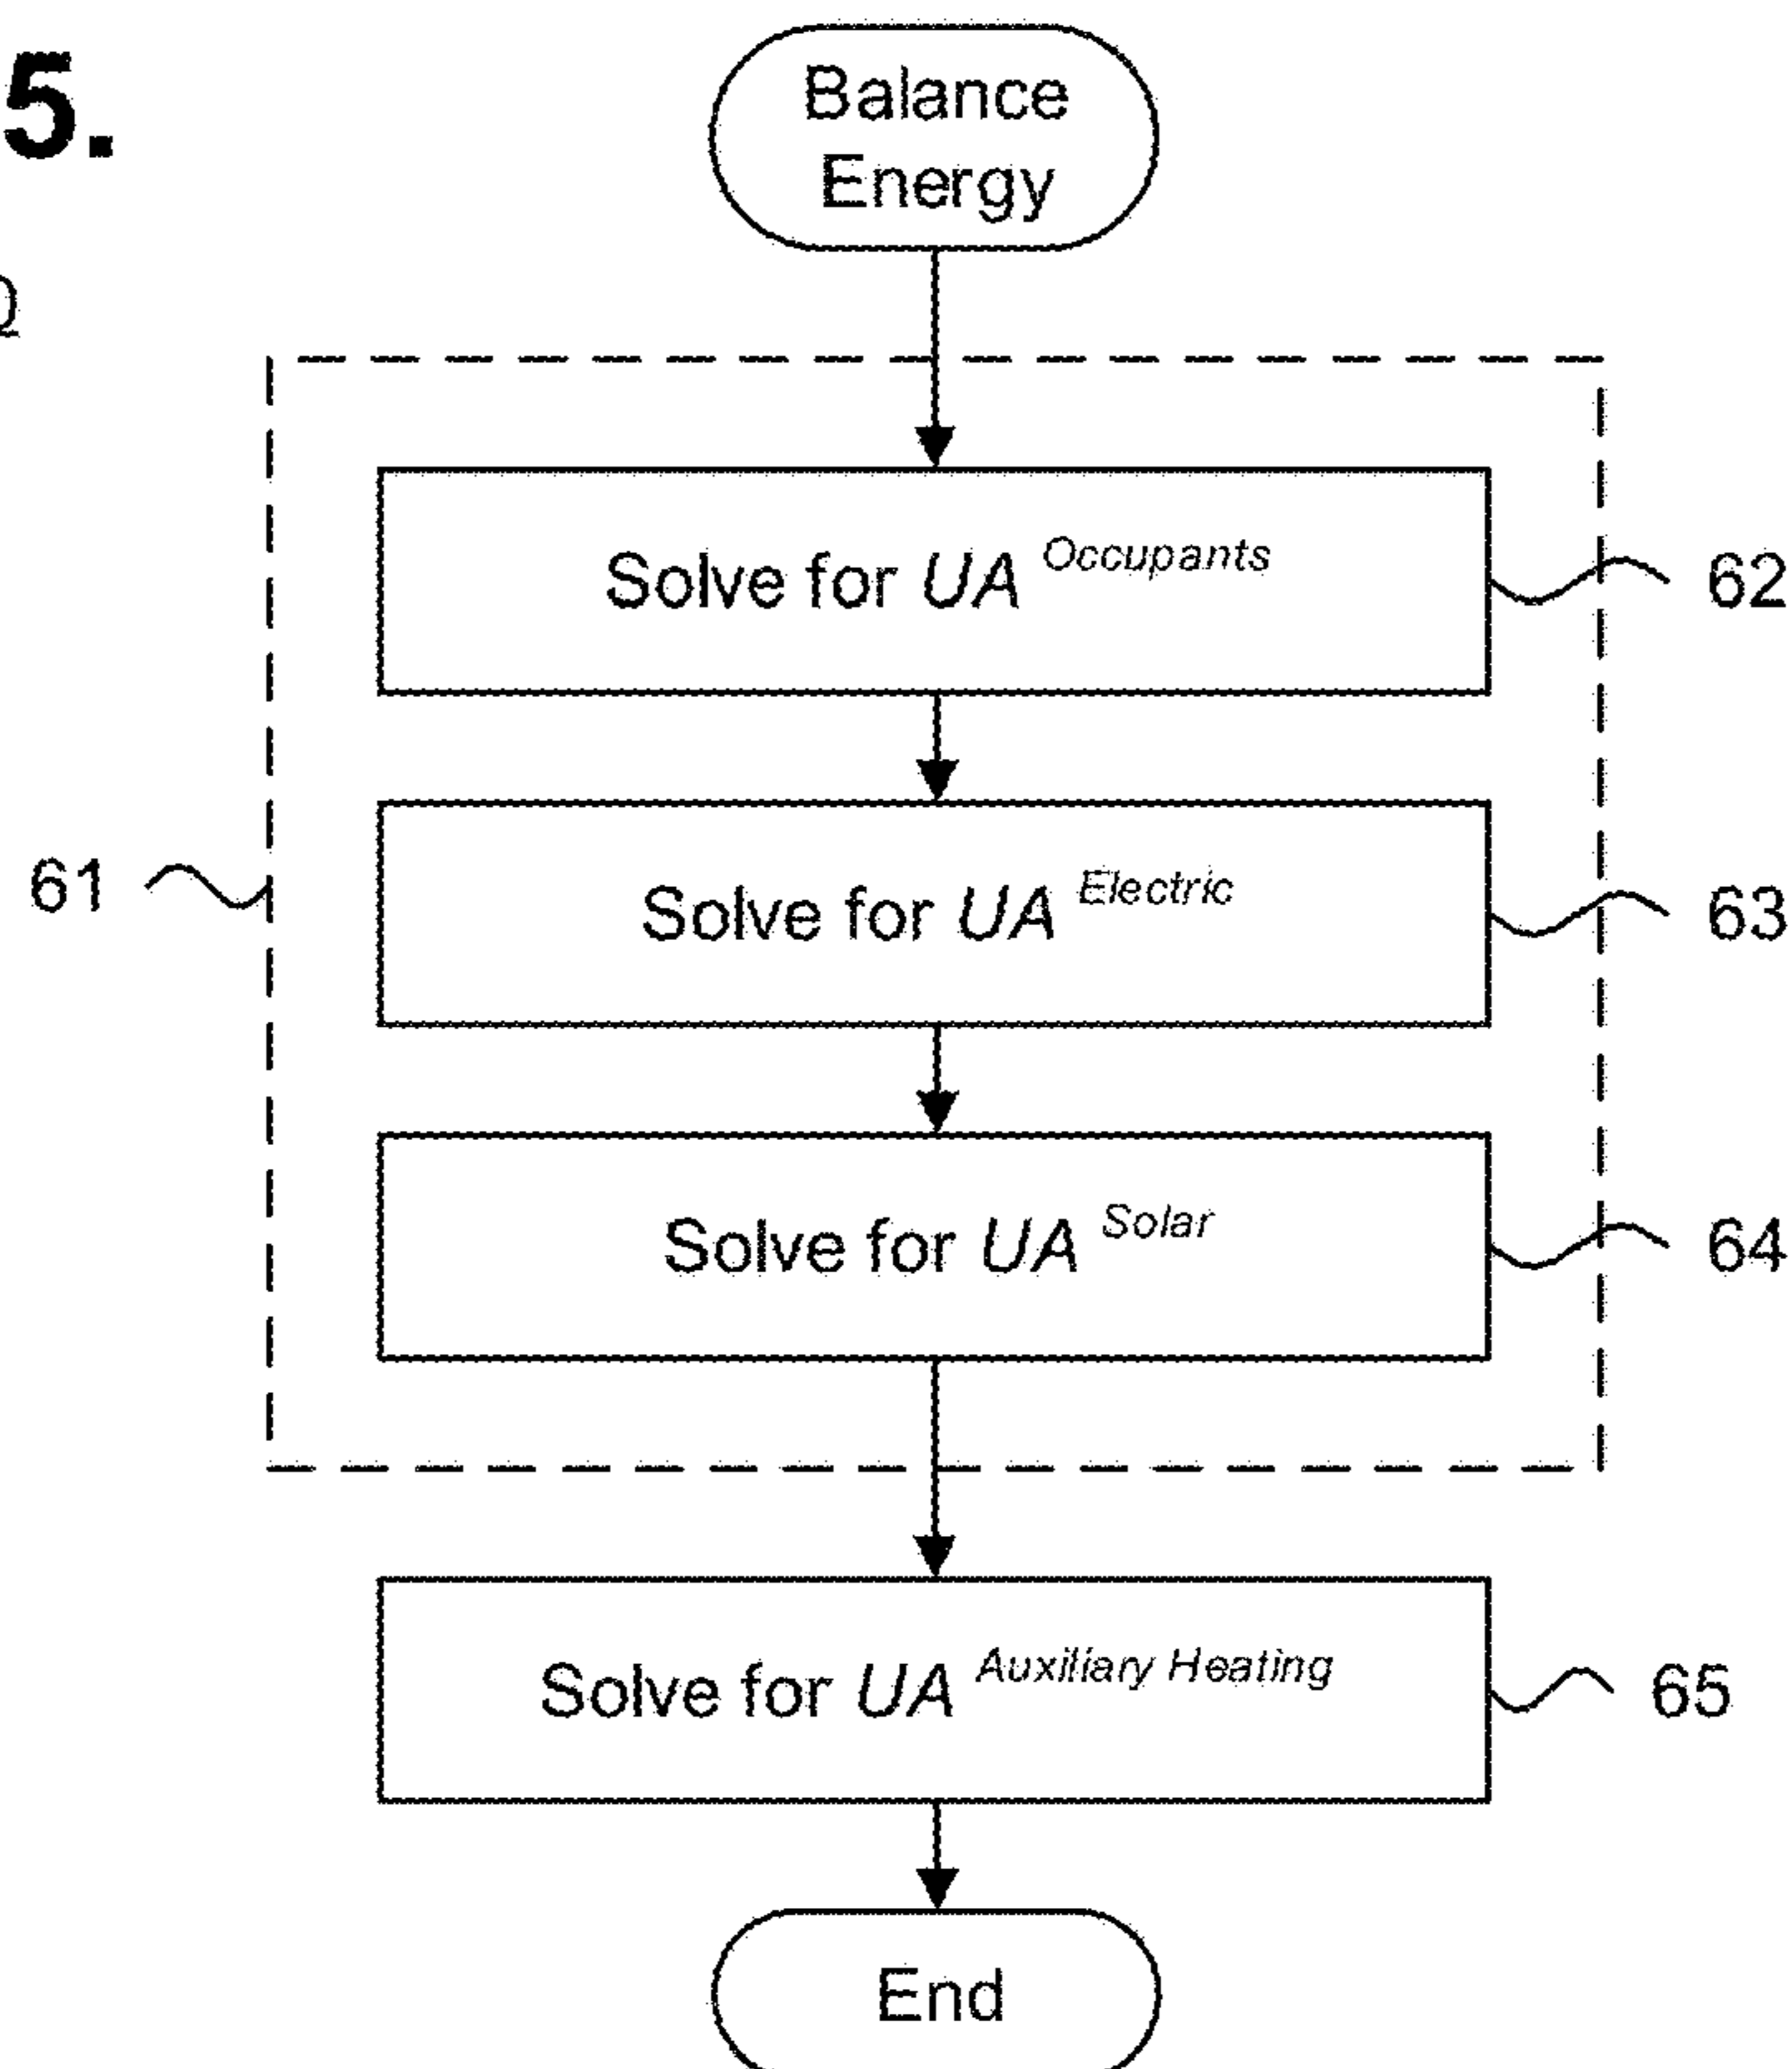 5.
Balance
Energy
Solve for UA Occupants
62
Solve for UA Electric
61
63
Solve for UA Solar
64
Solve for UA Auxiliary Heating
65
End